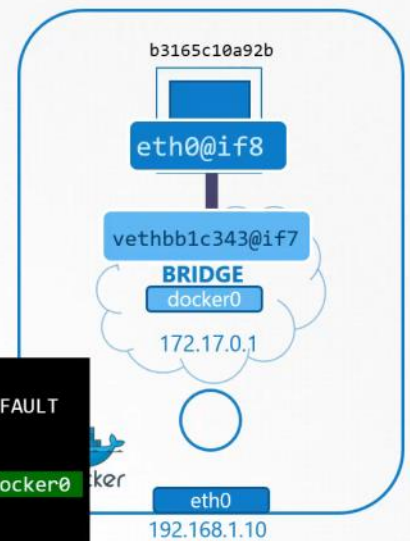 b3165c10a92b
eth0@if8
vethbb1c343@if7
BRIDGE
docker0
172.17.0.1
FAULT
ocker0
ker
eth0
192.168.1.10